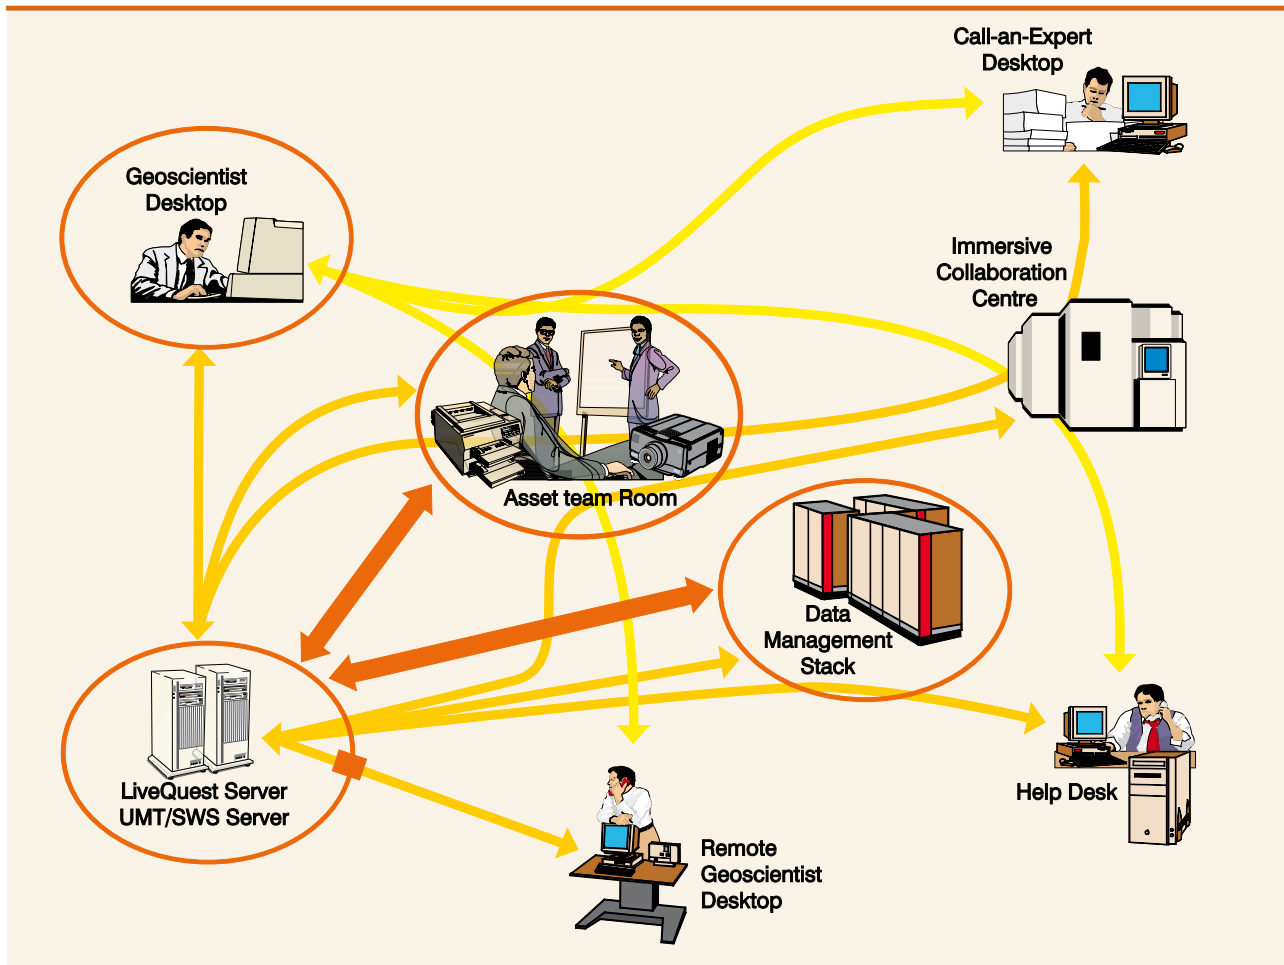 Call-an-Expert
Desktop
Geoscientist
Desktop
Immersive
Collaboration
Centre
Asset team Room
Data
Management
Stack
LiveQuest Server
UMT/SWS Server
Help Desk
Remote
Geoscientist
Desktop